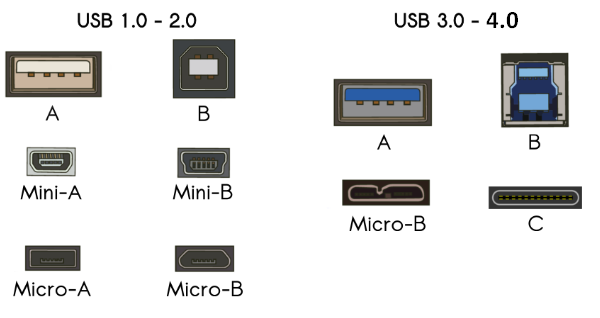 USB 1.0 - 2.0
A
B
Mini-A
Mini-B
Micro-A
Micro-B
USB 3.0 - 4.0
A
B
Micro-B
C